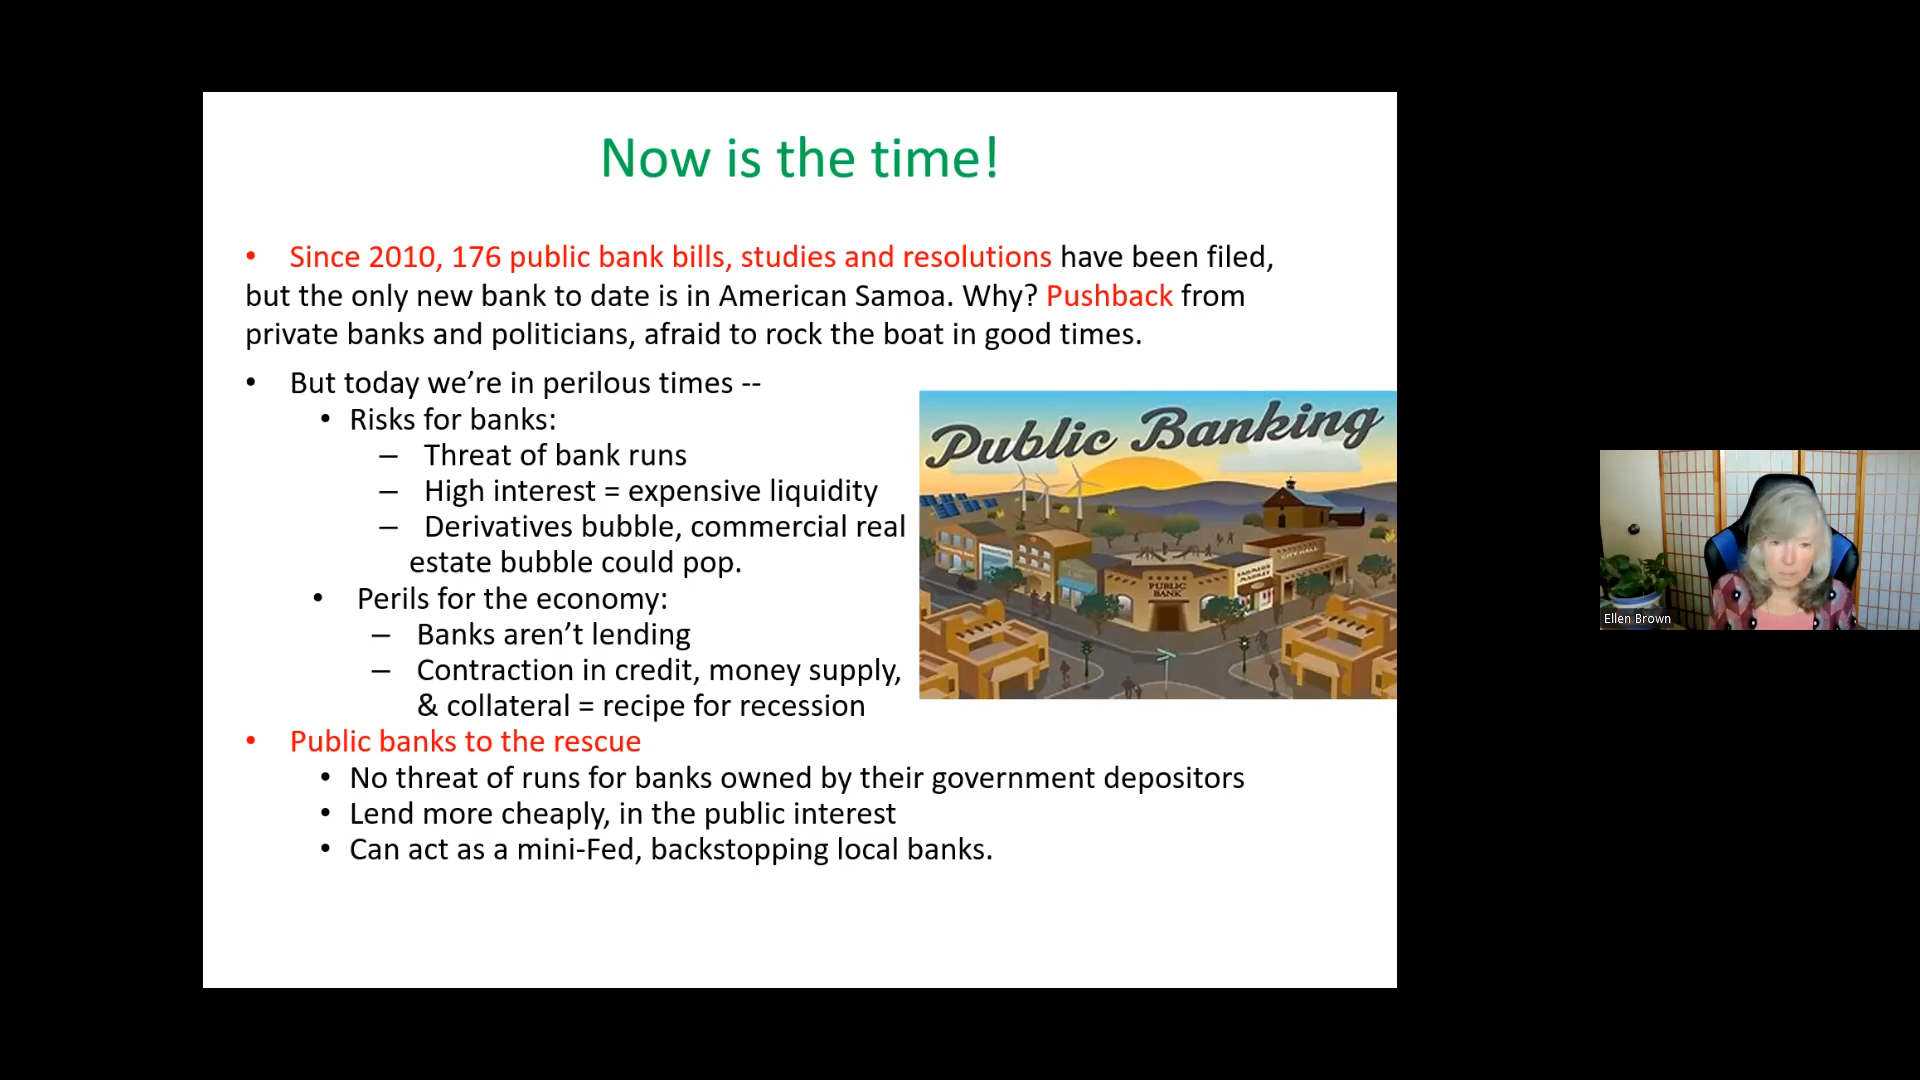 Now is the time!
• Since 2010, 176 public bank bills, studies and resolutions have been filed,
but the only new bank to date is in American Samoa. Why? Pushback from
private banks and politicians, afraid to rock the boat in good times.
• But today we’re in perilous times --
• Risks for banks:
– Threat of bank runs
– High interest = expensive liquidity
– Derivatives bubble, commercial real
estate bubble could pop.
• Perils for the economy:
– Banks aren’t lending
– Contraction in credit, money supply,
& collateral = recipe for recession
• Public banks to the rescue
• No threat of runs for banks owned by their government depositors
• Lend more cheaply, in the public interest
• Can act as a mini-Fed, backstopping local banks.
Public Banking
CITY HALL
FARMERS
MARKET
PUBLIC
BANK
Ellen Brown